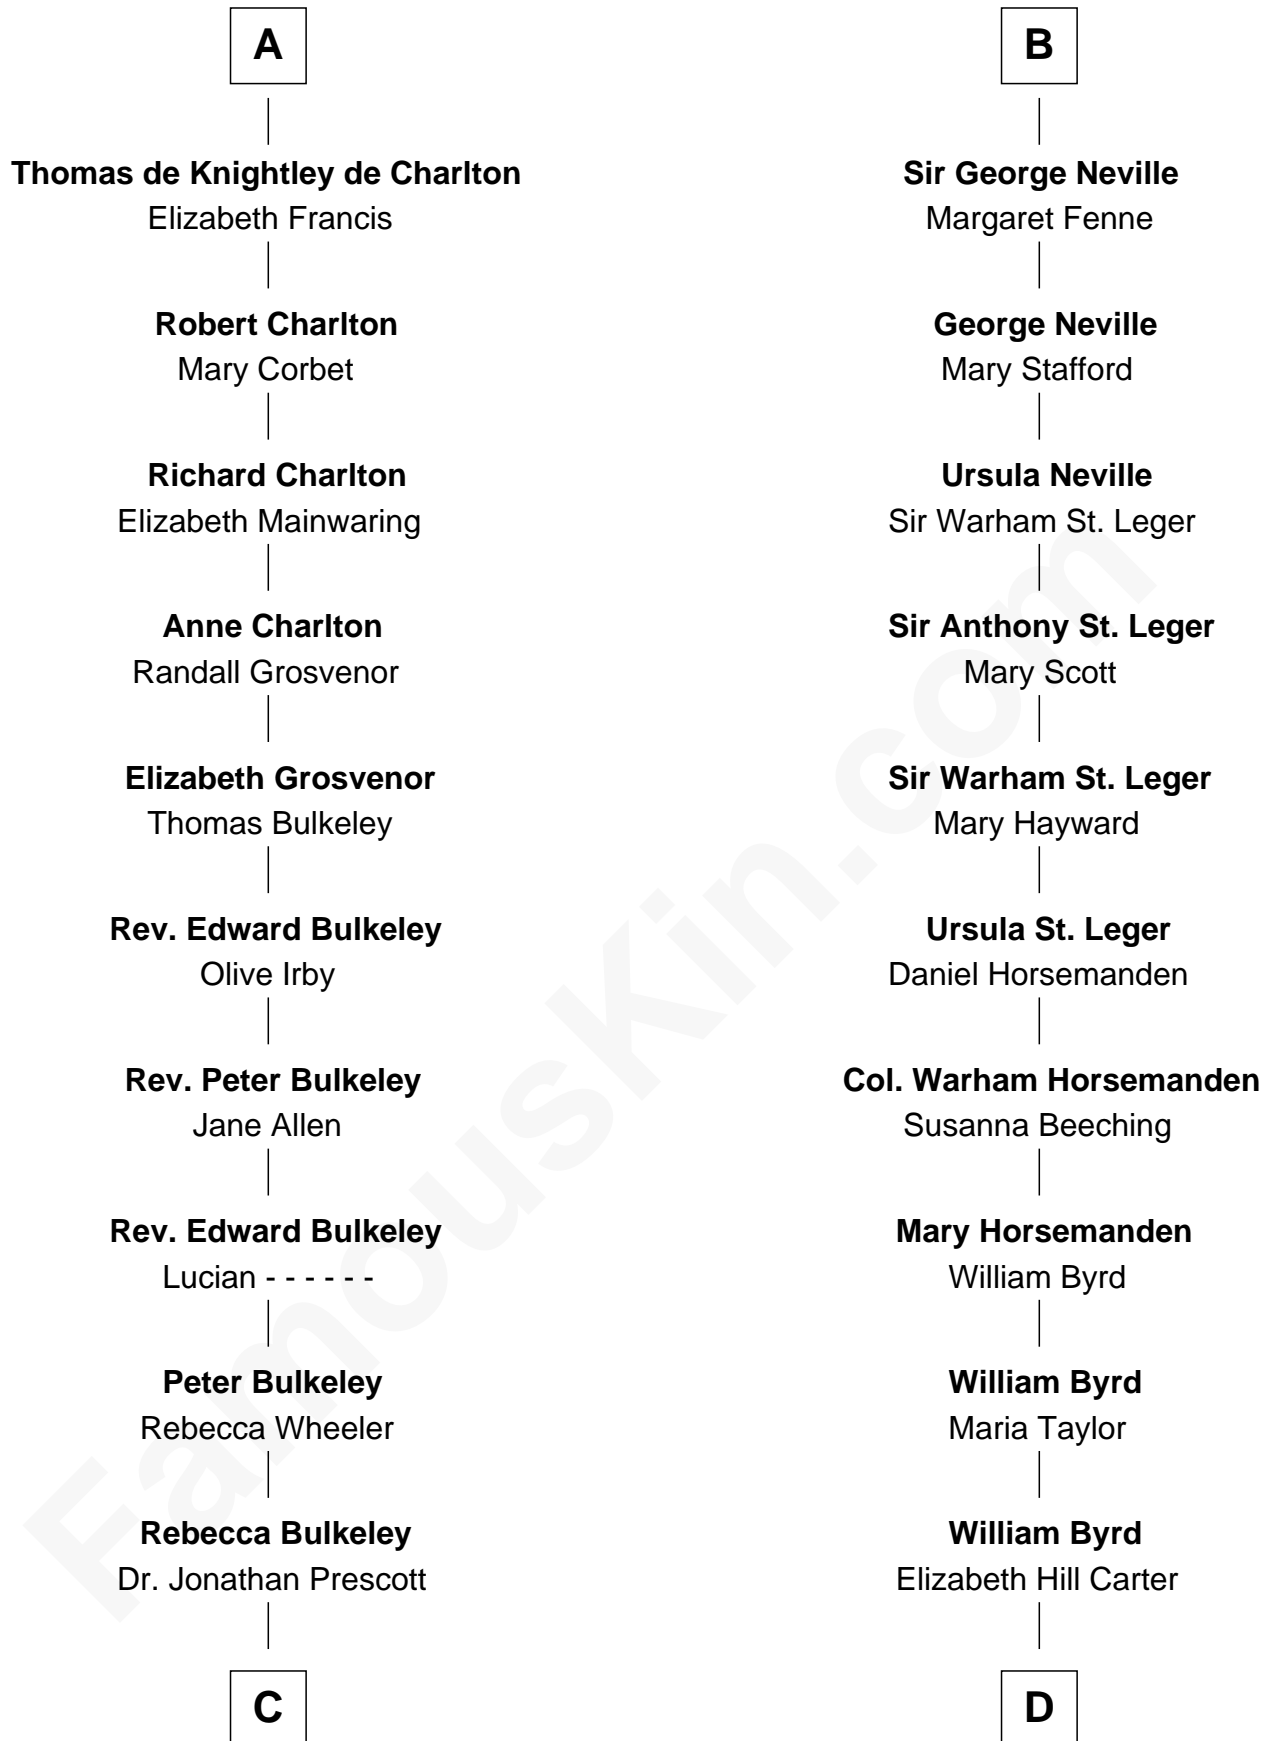 A
Thomas de Knightley de Charlton
Elizabeth Francis
Robert Charlton
Mary Corbet
Richard Charlton
Elizabeth Mainwaring
Anne Charlton
Randall Grosvenor
Elizabeth Grosvenor
Thomas Bulkeley
Rev. Edward Bulkeley
Olive Irby
Rev. Peter Bulkeley
Jane Allen
Rev. Edward Bulkeley
Lucian - - - - - -
Peter Bulkeley
Rebecca Wheeler
Rebecca Bulkeley
Dr. Jonathan Prescott
C
B
Sir George Neville
Margaret Fenne
George Neville
Mary Stafford
Ursula Neville
Sir Warham St. Leger
Sir Anthony St. Leger
Mary Scott
Sir Warham St. Leger
Mary Hayward
Ursula St. Leger
Daniel Horsemanden
Col. Warham Horsemanden
Susanna Beeching
Mary Horsemanden
William Byrd
William Byrd
Maria Taylor
William Byrd
Elizabeth Hill Carter
D
FamousKin.com